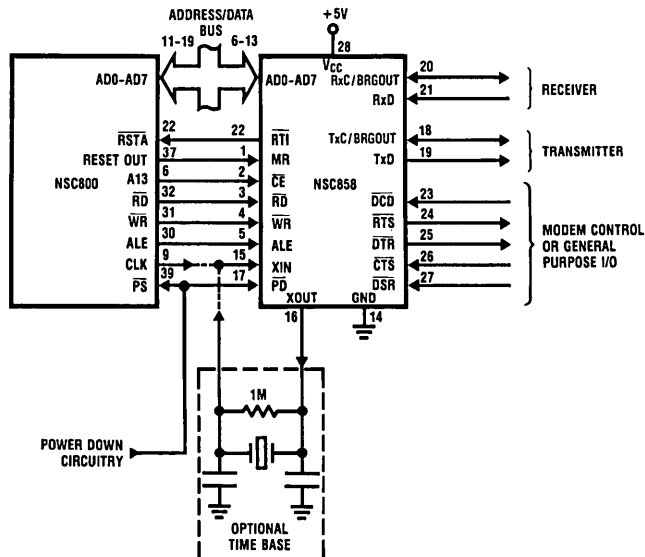 ADDRESS/DATA
BUS
+5V
11-19
6-13
28
VCC
AD0-AD7
AD0-AD7
RxC/BRGOUT
20
RxD
21
RECEIVER
RSTA
22
22
RTI
TxC/BRGOUT
18
RESET OUT
37
1
MR
TxD
19
TRANSMITTER
NSC800
A13
6
2
CE
NSC858
RD
32
3
RD
DCD
23
WR
31
4
WR
RTS
24
ALE
30
5
ALE
DTR
25
MODEM CONTROL
OR GENERAL
PURPOSE I/O
CLK
9
15
XIN
CTS
26
PS
39
17
PD
DSR
27
XOUT
GND
16
14
1M
POWER DOWN
CIRCUITRY
OPTIONAL
TIME BASE